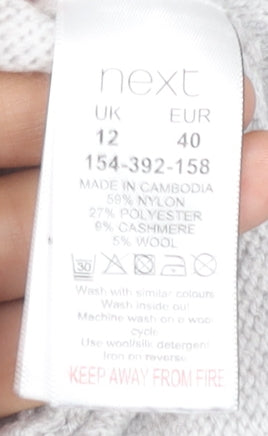 next
UK EUR
12 40
154-392-158
MADE IN CAMBODIA
59% NYLON
27% POLYESTER
9% CASHMERE
5% WOOL
30
Wash with similar colours
Wash inside out
Machine wash on a wool
cycle
Use wool/silk detergent
Iron on reverse
KEEP AWAY FROM FIRE